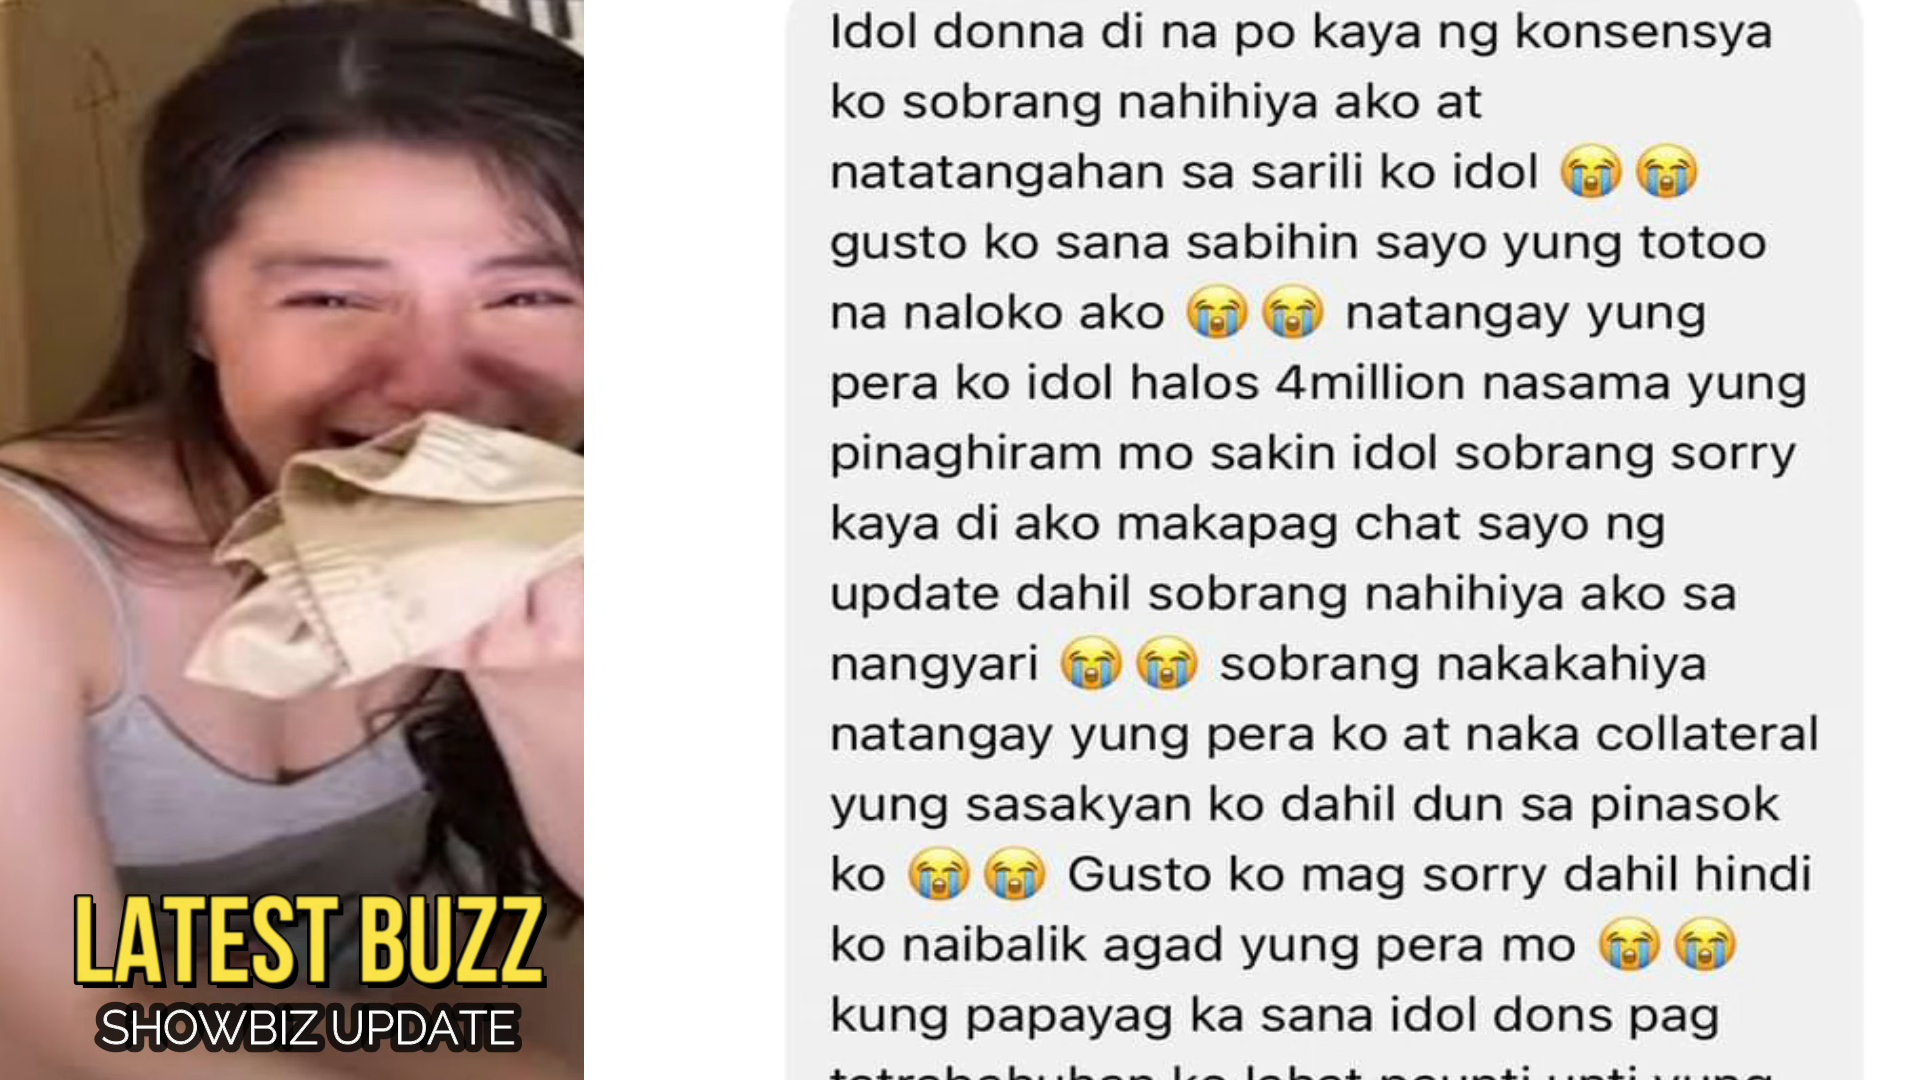 LATEST BUZZ
SHOWBIZ UPDATE
Idol donna di na po kaya ng konsensya
ko sobrang nahihiya ako at
natatangahan sa sarili ko idol 😭😭
gusto ko sana sabihin sayo yung totoo
na naloko ako 😭😭 natangay yung
pera ko idol halos 4million nasama yung
pinaghiram mo sakin idol sobrang sorry
kaya di ako makapag chat sayo ng
update dahil sobrang nahihiya ako sa
nangyari 😭😭 sobrang nakakahiya
natangay yung pera ko at naka collateral
yung sasakyan ko dahil dun sa pinasok
ko 😭😭 Gusto ko mag sorry dahil hindi
ko naibalik agad yung pera mo 😭😭
kung papayag ka sana idol dons pag